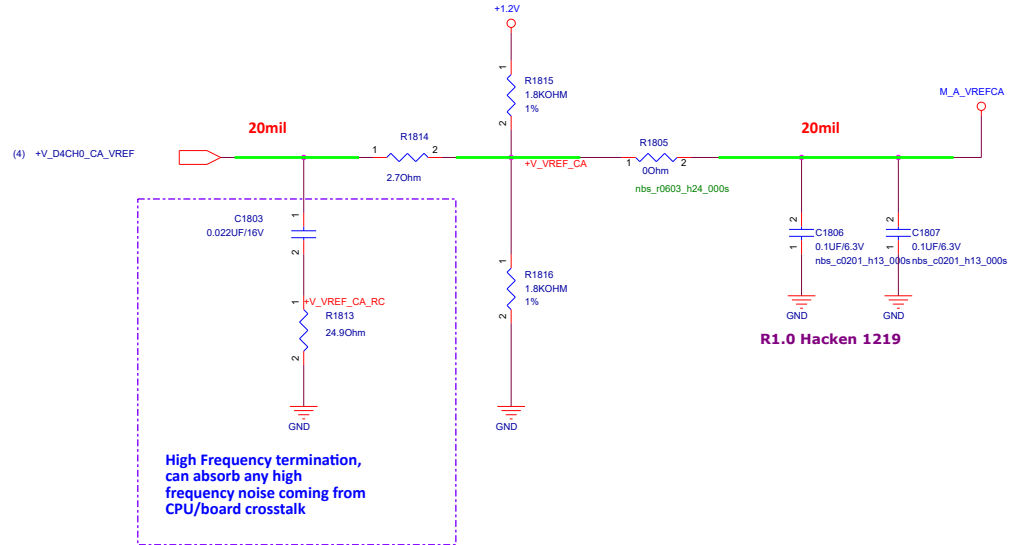 +1.2V
1
R1815
1.8KOHM
1%
2
M_A_VREFCA
20mil
20mil
(4) +V_D4CH0_CA_VREF
R1814
1 2
2.7Ohm
+V_VREF_CA
R1805
1 2
0Ohm
nbs_r0603_h24_000s
1
C1803
0.022UF/16V
2
2
C1806
1
0.1UF/6.3V
nbs_c0201_h13_000s
2
C1807
1
0.1UF/6.3V
nbs_c0201_h13_000s
1
+V_VREF_CA_RC
R1813
24.9Ohm
2
1
R1816
1.8KOHM
1%
2
GND
GND
R1.0 Hacken 1219
GND
GND
High Frequency termination,
can absorb any high
frequency noise coming from
CPU/board crosstalk